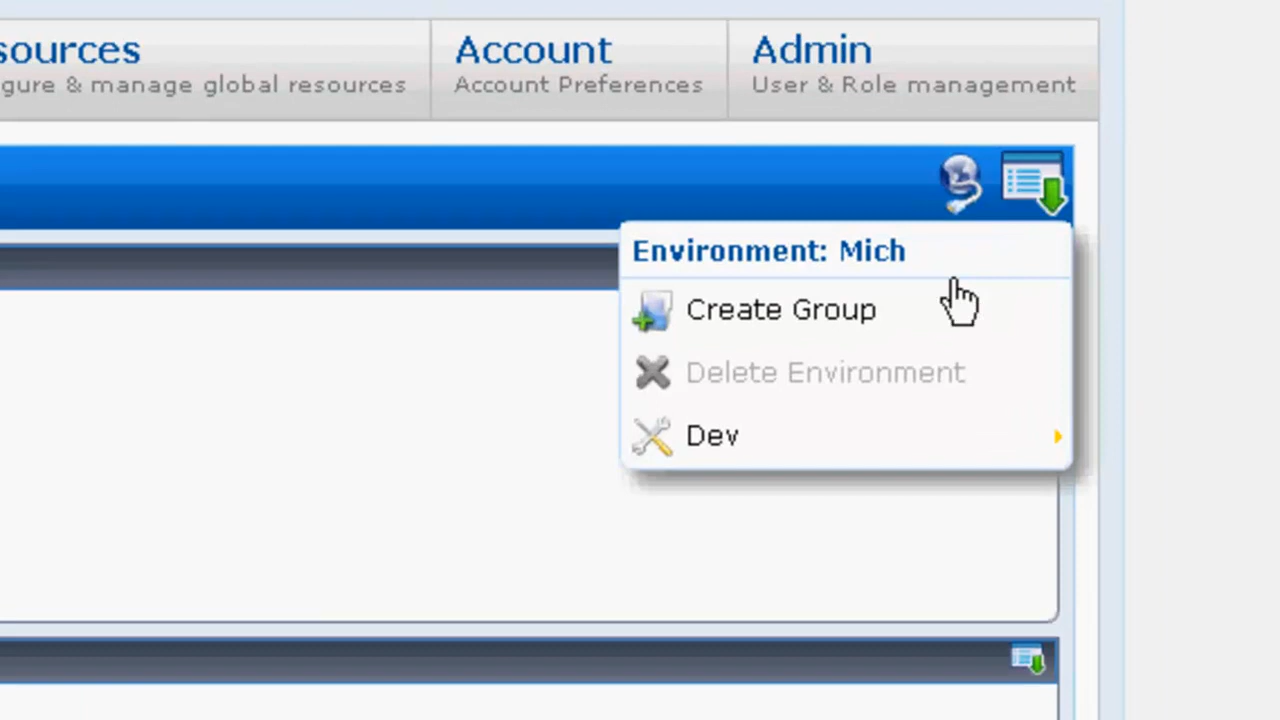 sources
gure & manage global resources
Account
Account Preferences
Admin
User & Role management
Environment: Mich
Create Group
Delete Environment
Dev